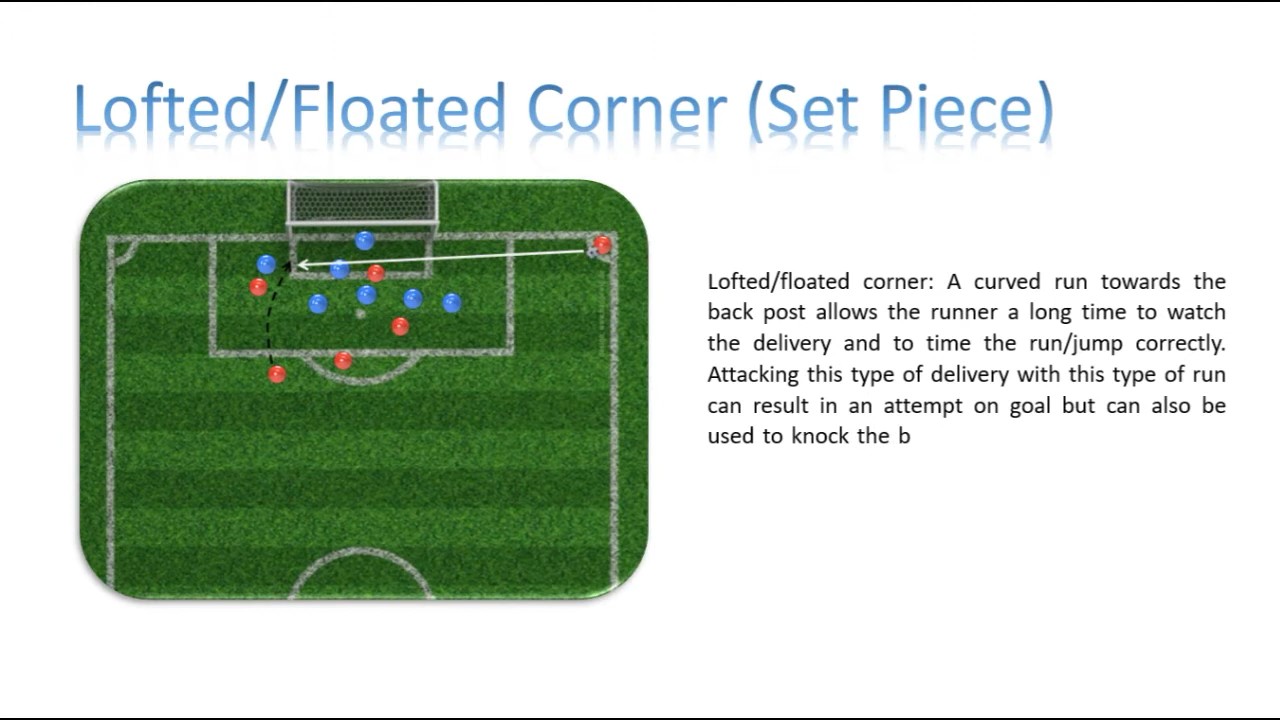 Lofted/Floated Corner (Set Piece)
Lofted/floated corner: A curved run towards the
back post allows the runner a long time to watch
the delivery and to time the run/jump correctly.
Attacking this type of delivery with this type of run
can result in an attempt on goal but can also be
used to knock the b